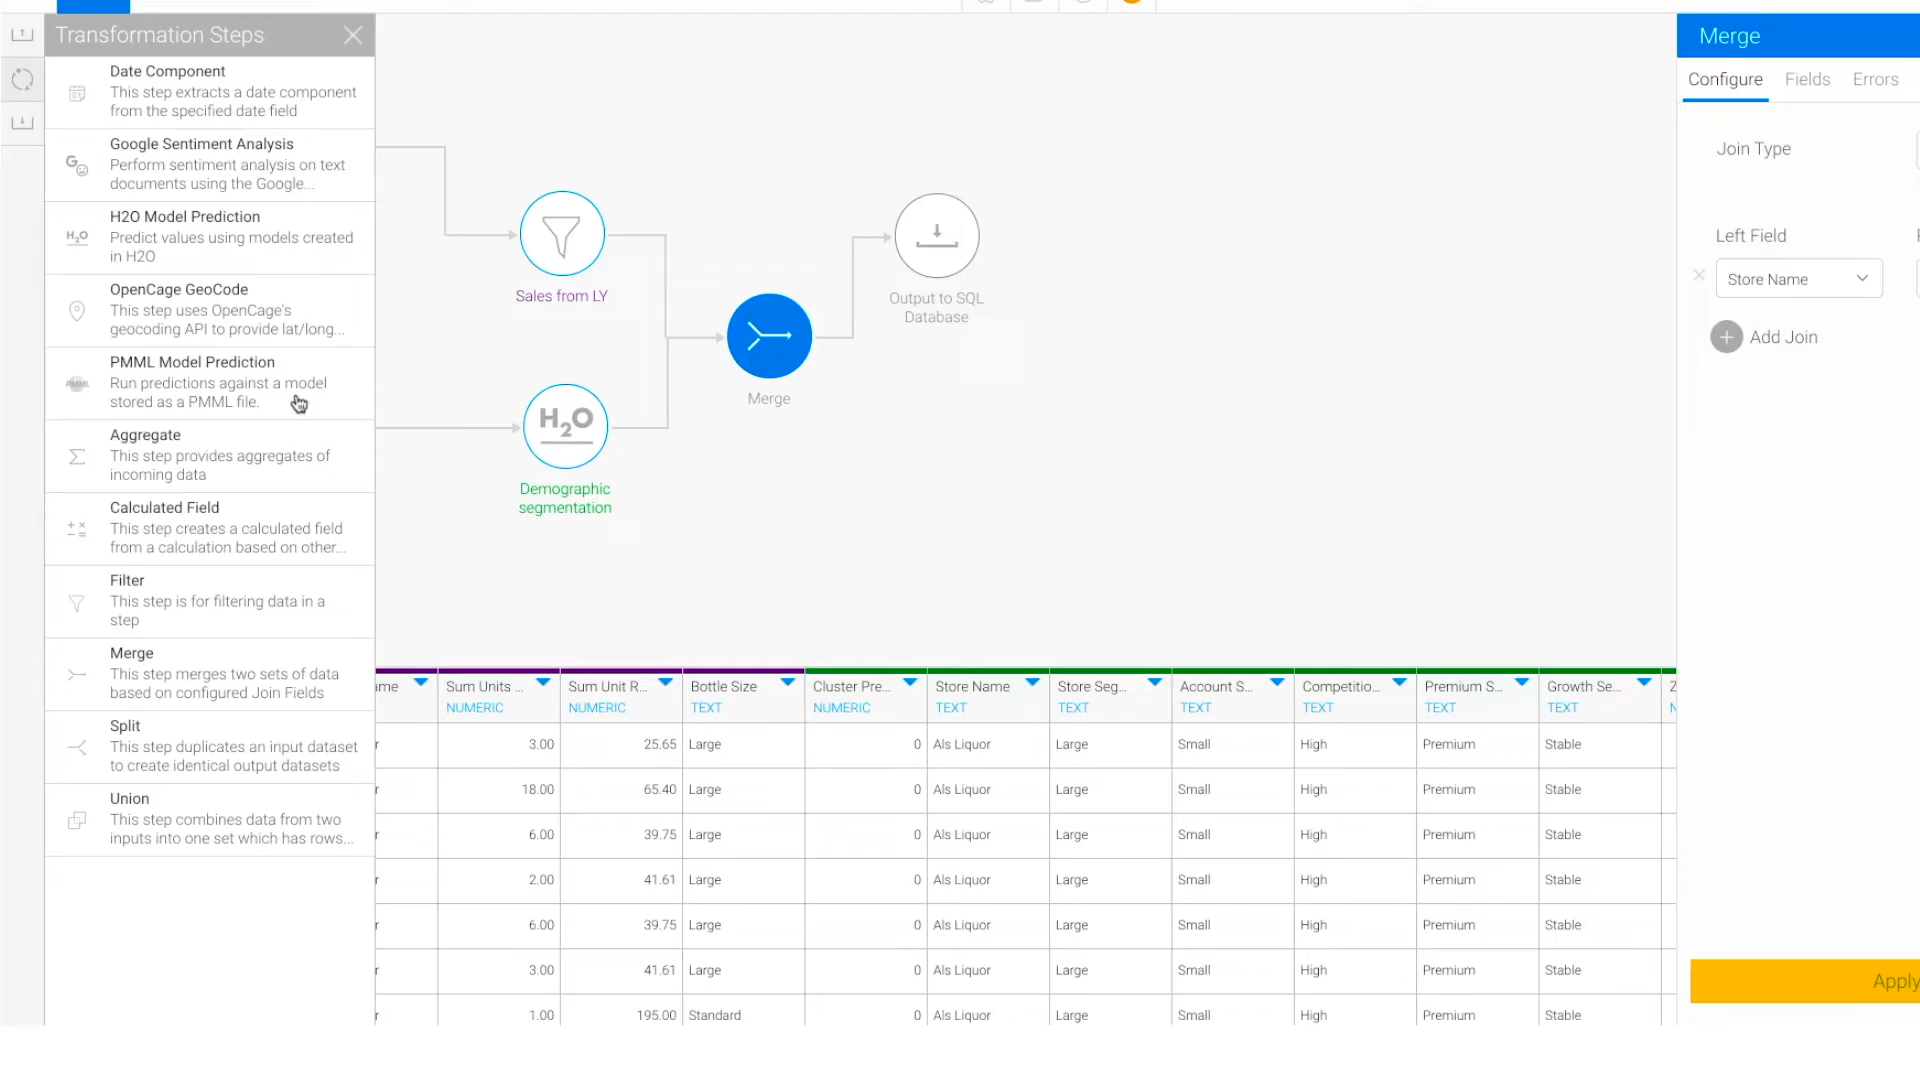 Transformation Steps
Date Component
This step extracts a date component
from the specified date field
Google Sentiment Analysis
Perform sentiment analysis on text
documents using the Google...
H2O Model Prediction
Predict values using models created
in H2O
OpenCage GeoCode
This step uses OpenCage's
geocoding API to provide lat/long...
PMML Model Prediction
Run predictions against a model
stored as a PMML file.
Aggregate
This step provides aggregates of
incoming data
Calculated Field
This step creates a calculated field
from a calculation based on other...
Filter
This step is for filtering data in a
step
Merge
This step merges two sets of data
based on configured Join Fields
Split
This step duplicates an input dataset
to create identical output datasets
Union
This step combines data from two
inputs into one set which has rows...
H₂O
PMML
Sales from LY
H₂O
Demographic
segmentation
Merge
Output to SQL
Database
Merge
Configure Fields Errors
Join Type
Left Field
Store Name
Add Join
Apply
Sum Units ... Sum Unit R... Bottle Size Cluster Pre... Store Name Store Seg... Account S... Competitio... Premium S... Growth Se...
NUMERIC NUMERIC TEXT NUMERIC TEXT TEXT TEXT TEXT TEXT TEXT
3.00 25.65 Large 0 Als Liquor Large Small High Premium Stable
18.00 65.40 Large 0 Als Liquor Large Small High Premium Stable
6.00 39.75 Large 0 Als Liquor Large Small High Premium Stable
2.00 41.61 Large 0 Als Liquor Large Small High Premium Stable
6.00 39.75 Large 0 Als Liquor Large Small High Premium Stable
3.00 41.61 Large 0 Als Liquor Large Small High Premium Stable
1.00 195.00 Standard 0 Als Liquor Large Small High Premium Stable